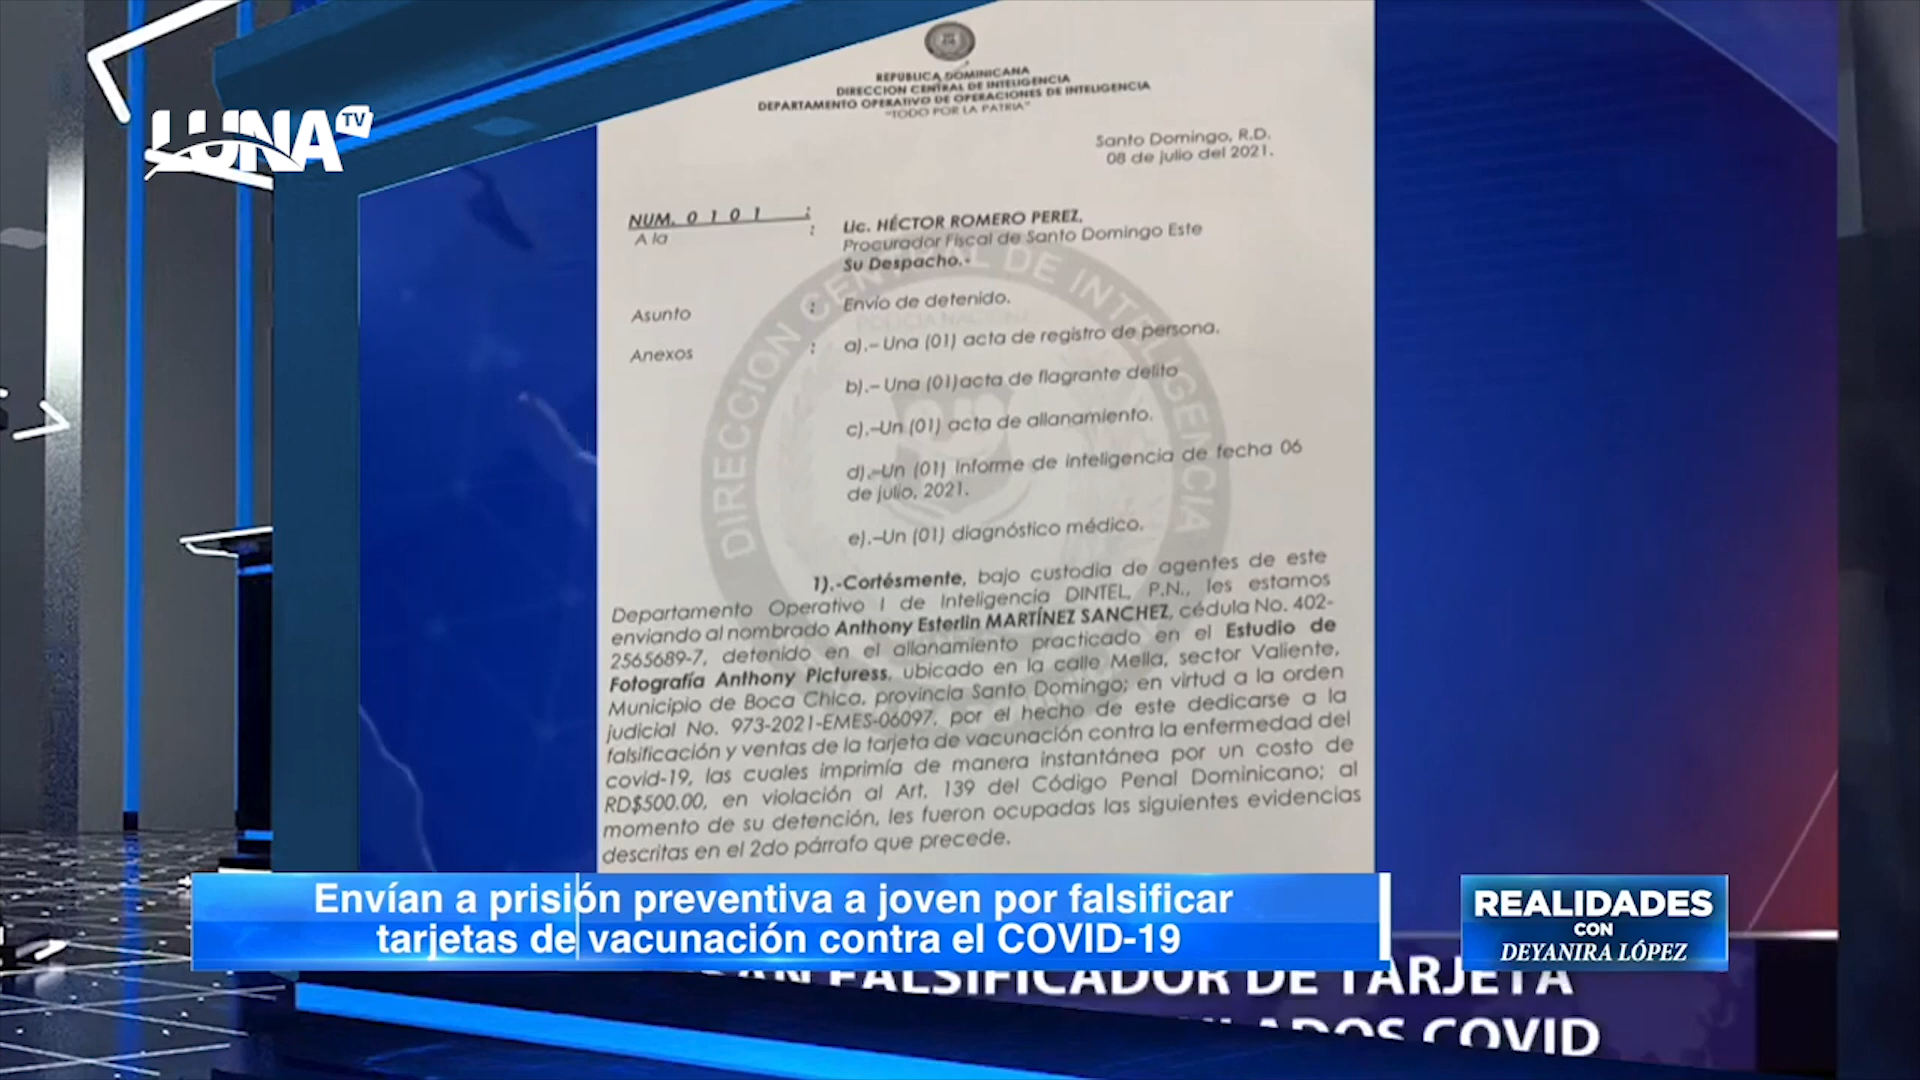 LUNA TV
REPUBLICA DOMINICANA
DIRECCION CENTRAL DE INTELIGENCIA
DEPARTAMENTO OPERATIVO DE OPERACIONES DE INTELIGENCIA
"TODO POR LA PATRIA"
Santo Domingo, R.D.
08 de julio del 2021.
NUM. 0 1 0 1 :
A la : Lic. HÉCTOR ROMERO PEREZ,
Procurador Fiscal de Santo Domingo Este
Su Despacho.-
Asunto : Envío de detenido.
Anexos : a).- Una (01) acta de registro de persona.
b).- Una (01)acta de flagrante delito
c).-Un (01) acta de allanamiento.
d).-Un (01) Informe de inteligencia de fecha 06
de julio, 2021.
e).-Un (01) diagnóstico médico.
DIRECCION CENTRAL DE INTELIGENCIA
POLICIA NACIONAL
1).-Cortésmente, bajo custodia de agentes de este
Departamento Operativo I de Inteligencia DINTEL, P.N., les estamos
enviando al nombrado Anthony Esterlin MARTÍNEZ SANCHEZ, cédula No. 402-
2565689-7, detenido en el allanamiento practicado en el Estudio de
Fotografía Anthony Picturess, ubicado en la calle Mella, sector Valiente,
Municipio de Boca Chica, provincia Santo Domingo; en virtud a la orden
judicial No. 973-2021-EMES-06097, por el hecho de este dedicarse a la
falsificación y ventas de la tarjeta de vacunación contra la enfermedad del
covid-19, las cuales imprimía de manera instantánea por un costo de
RD$500.00, en violación al Art. 139 del Código Penal Dominicano; al
momento de su detención, les fueron ocupadas las siguientes evidencias
descritas en el 2do párrafo que precede.
Envían a prisión preventiva a joven por falsificar
tarjetas de vacunación contra el COVID-19
REALIDADES
CON
DEYANIRA LÓPEZ
FALSIFICADOR DE TARJETA
COVID